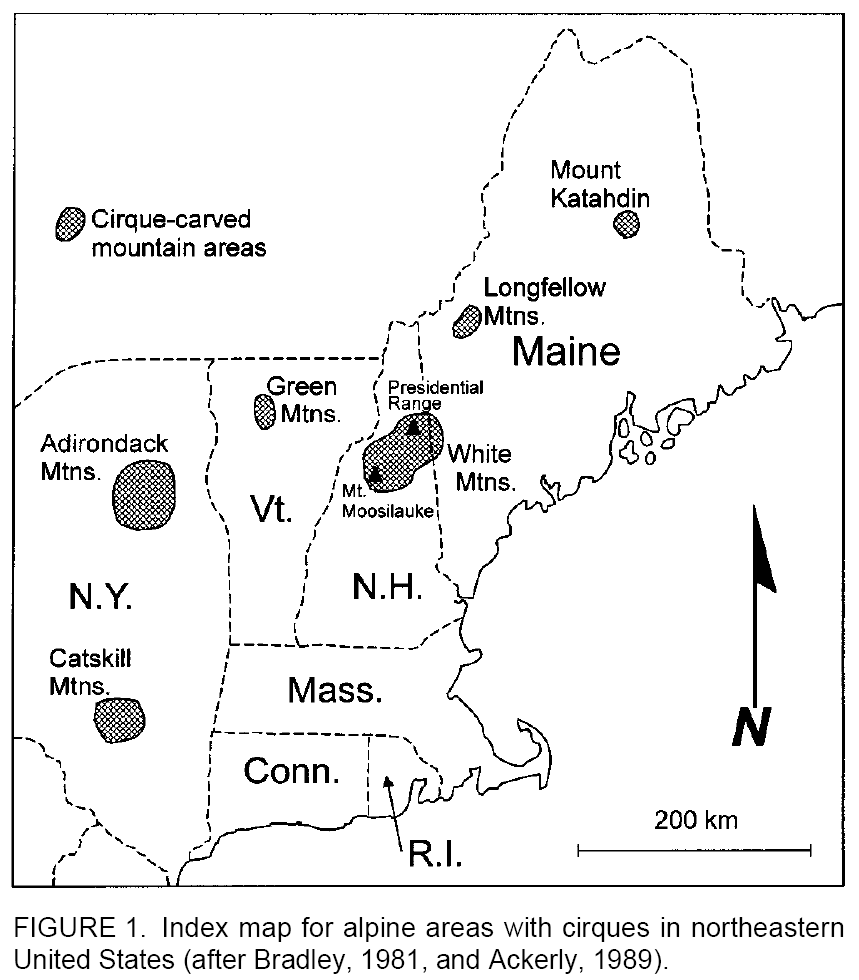 Mount
Katahdin
Cirque-carved
mountain areas
Longfellow
Mtns.
Maine
Green
Mtns.
Presidential
Range
Adirondack
Mtns.
White
Mtns.
Mt.
Moosilauke
Vt.
N.H.
N.Y.
Catskill
Mtns.
Mass.
N
Conn.
200 km
R.I.
FIGURE 1. Index map for alpine areas with cirques in northeastern
United States (after Bradley, 1981, and Ackerly, 1989).